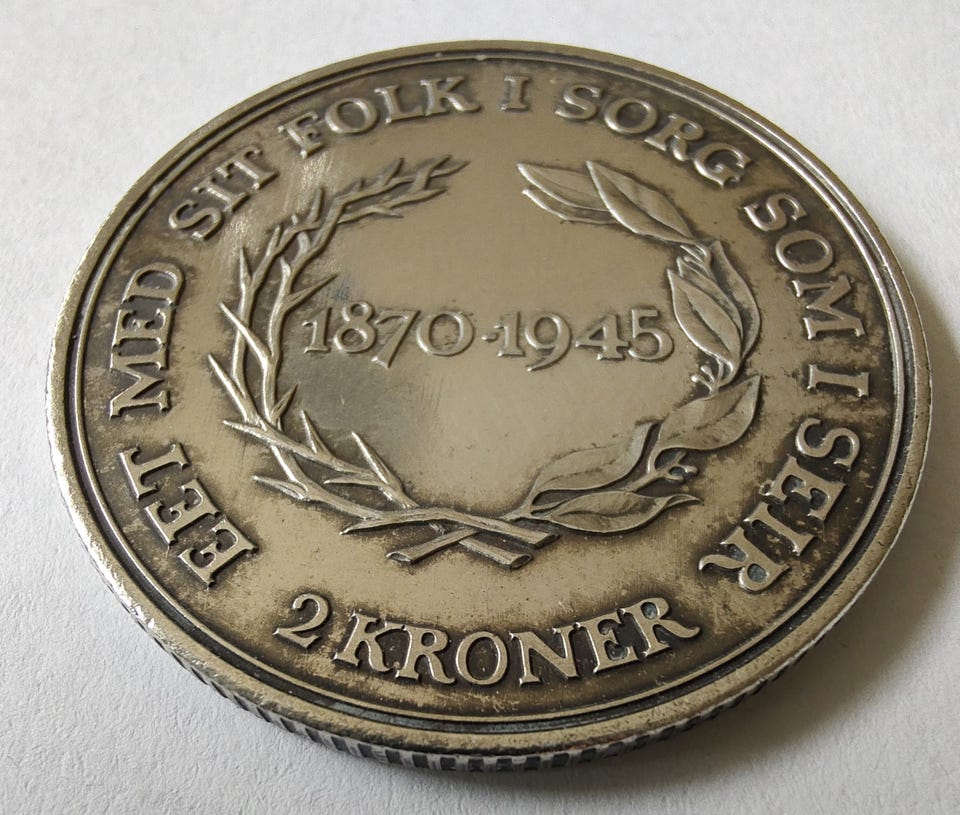 EET MED SIT FOLK I SORG SOM I SEIR
1870-1945
2 KRONER